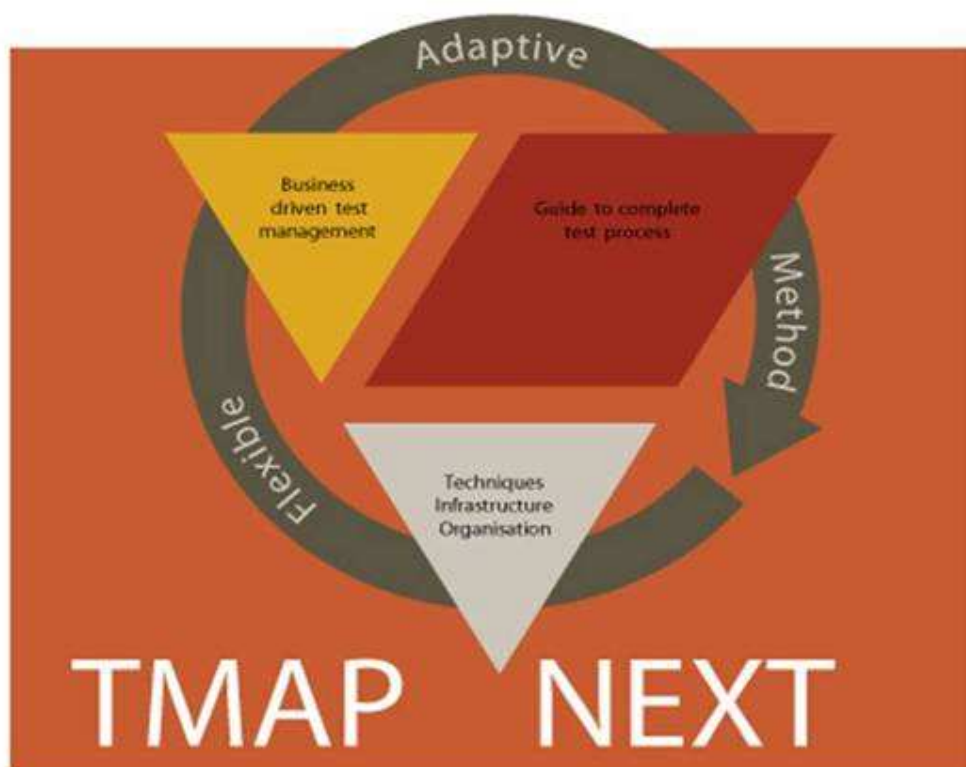 Adaptive
Business
driven test
management
Guide to complete
test process
Method
Flexible
Techniques
Infrastructure
Organisation
TMAP NEXT